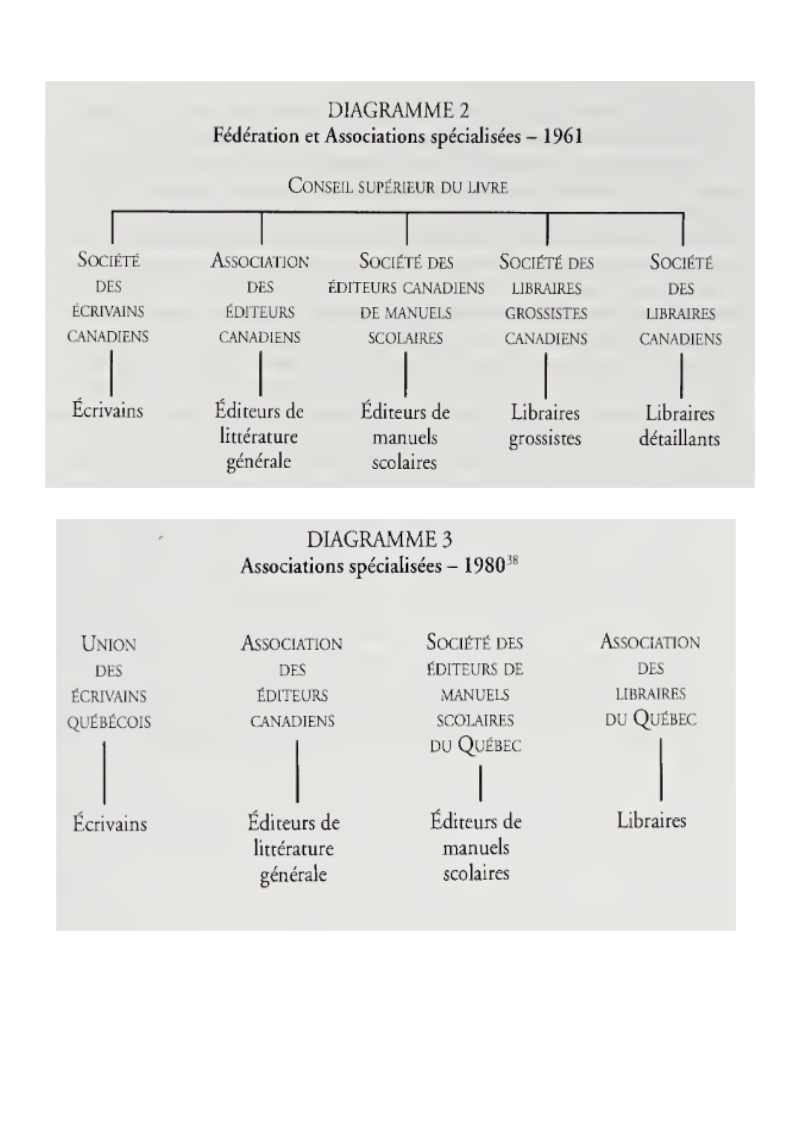 DIAGRAMME 2
Fédération et Associations spécialisées – 1961
CONSEIL SUPÉRIEUR DU LIVRE
SOCIÉTÉ
DES
ÉCRIVAINS
CANADIENS
Écrivains
ASSOCIATION
DES
ÉDITEURS
CANADIENS
Éditeurs de
littérature
générale
SOCIÉTÉ DES
ÉDITEURS CANADIENS
DE MANUELS
SCOLAIRES
Éditeurs de
manuels
scolaires
SOCIÉTÉ DES
LIBRAIRES
GROSSISTES
CANADIENS
Libraires
grossistes
SOCIÉTÉ
DES
LIBRAIRES
CANADIENS
Libraires
détaillants
DIAGRAMME 3
Associations spécialisées – 1980³⁸
UNION
DES
ÉCRIVAINS
QUÉBÉCOIS
Écrivains
ASSOCIATION
DES
ÉDITEURS
CANADIENS
Éditeurs de
littérature
générale
SOCIÉTÉ DES
ÉDITEURS DE
MANUELS
SCOLAIRES
DU QUÉBEC
Éditeurs de
manuels
scolaires
ASSOCIATION
DES
LIBRAIRES
DU QUÉBEC
Libraires